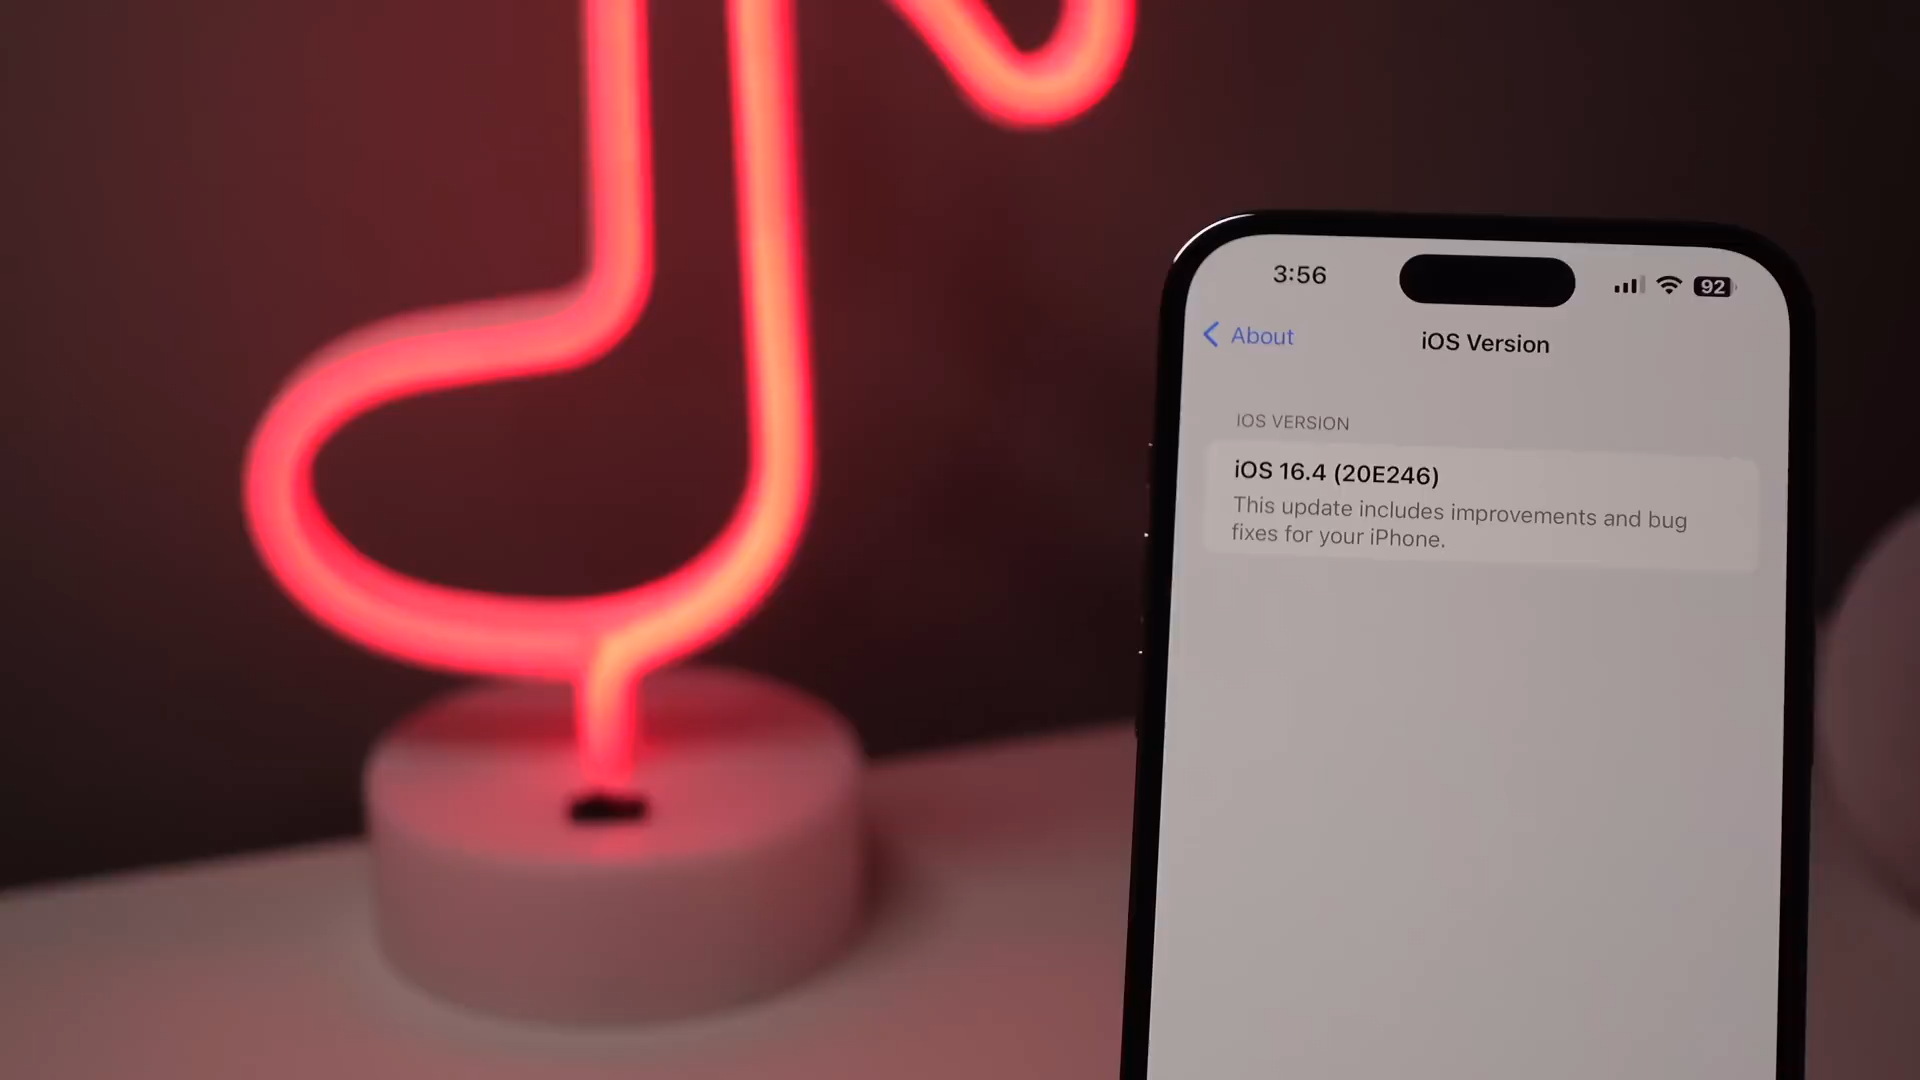 3:56
92
About
iOS Version
IOS VERSION
iOS 16.4 (20E246)
This update includes improvements and bug
fixes for your iPhone.